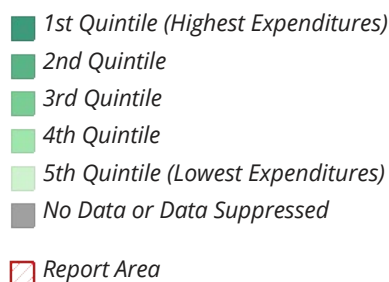 1st Quintile (Highest Expenditures)
2nd Quintile
3rd Quintile
4th Quintile
5th Quintile (Lowest Expenditures)
No Data or Data Suppressed
Report Area